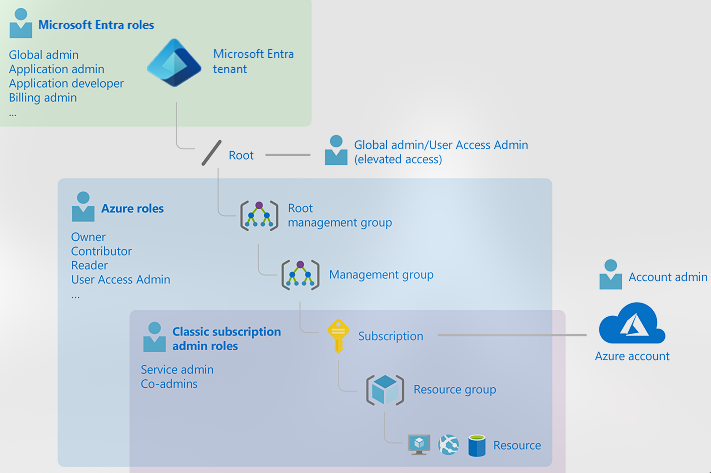 Microsoft Entra roles
Global admin
Application admin
Application developer
Billing admin
...
Microsoft Entra
tenant
Root
Global admin/User Access Admin
(elevated access)
Azure roles
Owner
Contributor
Reader
User Access Admin
...
Root
management group
Management group
Account admin
Azure account
Classic subscription
admin roles
Service admin
Co-admins
Subscription
Resource group
Resource